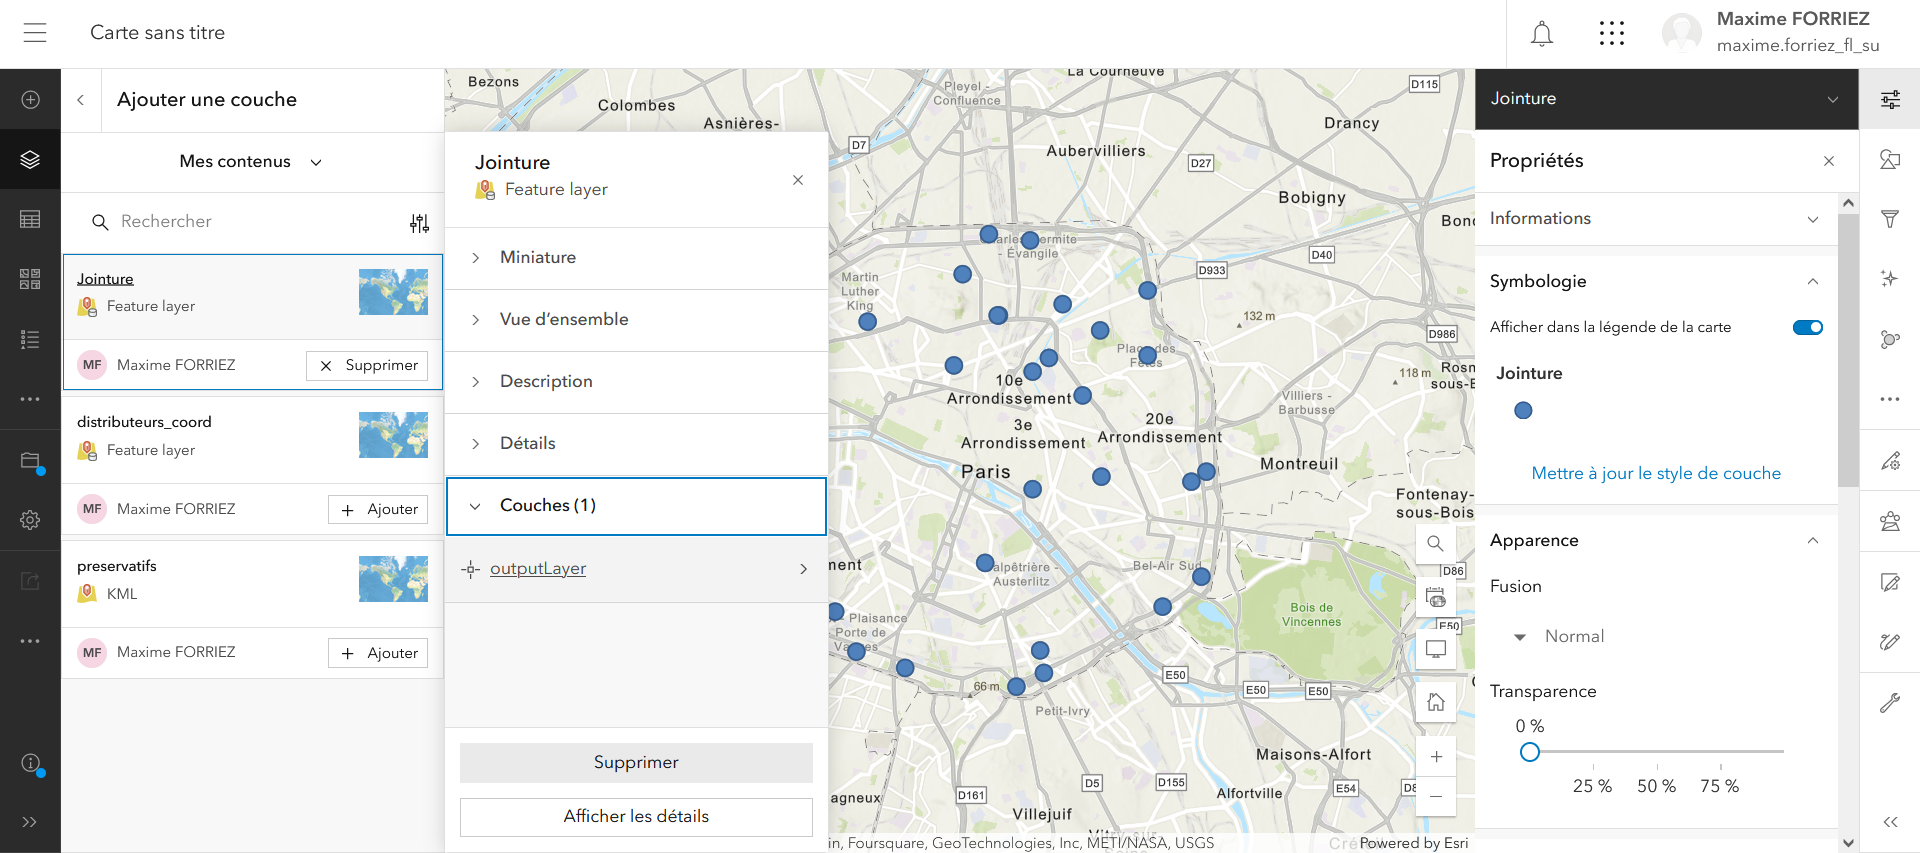 Carte sans titre
Maxime FORRIEZ
maxime.forriez_fl_su
Ajouter une couche
Mes contenus
Rechercher
Jointure
Feature layer
MF Maxime FORRIEZ Supprimer
distributeurs_coord
Feature layer
MF Maxime FORRIEZ Ajouter
preservatifs
KML
MF Maxime FORRIEZ Ajouter
Jointure
Feature layer
Miniature
Vue d'ensemble
Description
Détails
Couches (1)
outputLayer
Supprimer
Afficher les détails
Bezons
Colombes
Asnières-
Pleyel -
Confluence
La Courneuve
D115
Drancy
D7
Aubervilliers
D27
Bobigny
Charles Hermite
- Évangile
D40
D933
Martin
Luther
King
132 m
D986
Place des
Fêtes
118 m
10e
Arrondissement
Villiers -
Barbusse
3e
Arrondissement
20e
Arrondissement
Paris
Montreuil
Fontenay-
sous-Bois
Salpêtrière -
Austerlitz
Bel-Air Sud
D86
Bois de
Vincennes
E50
- Plaisance
Porte de
66 m
E50
E50
E50
Petit-Ivry
Maisons-Alfort
D5
D155
D161
E54
Alfortville
agneux
Villejuif
in, Foursquare, GeoTechnologies, Inc, METI/NASA, USGS
Powered by Esri
Jointure
Propriétés
Informations
Symbologie
Afficher dans la légende de la carte
Jointure
Mettre à jour le style de couche
Apparence
Fusion
Normal
Transparence
0 %
25 % 50 % 75 %